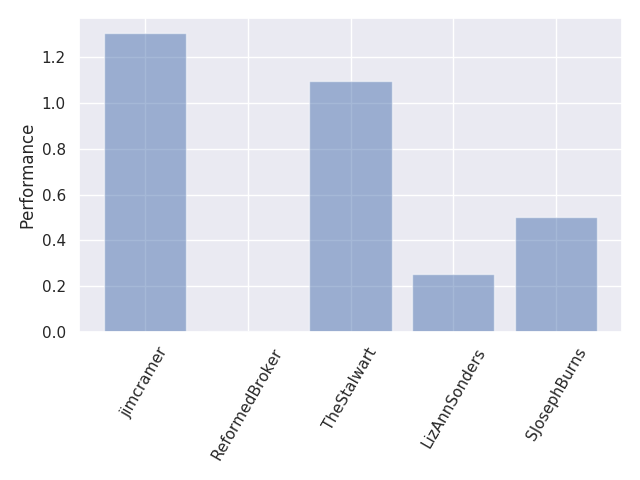 1.2
1.0
0.8
0.6
0.4
0.2
0.0
Performance
jimcramer
ReformedBroker
TheStalwart
LizAnnSonders
SJosephBurns